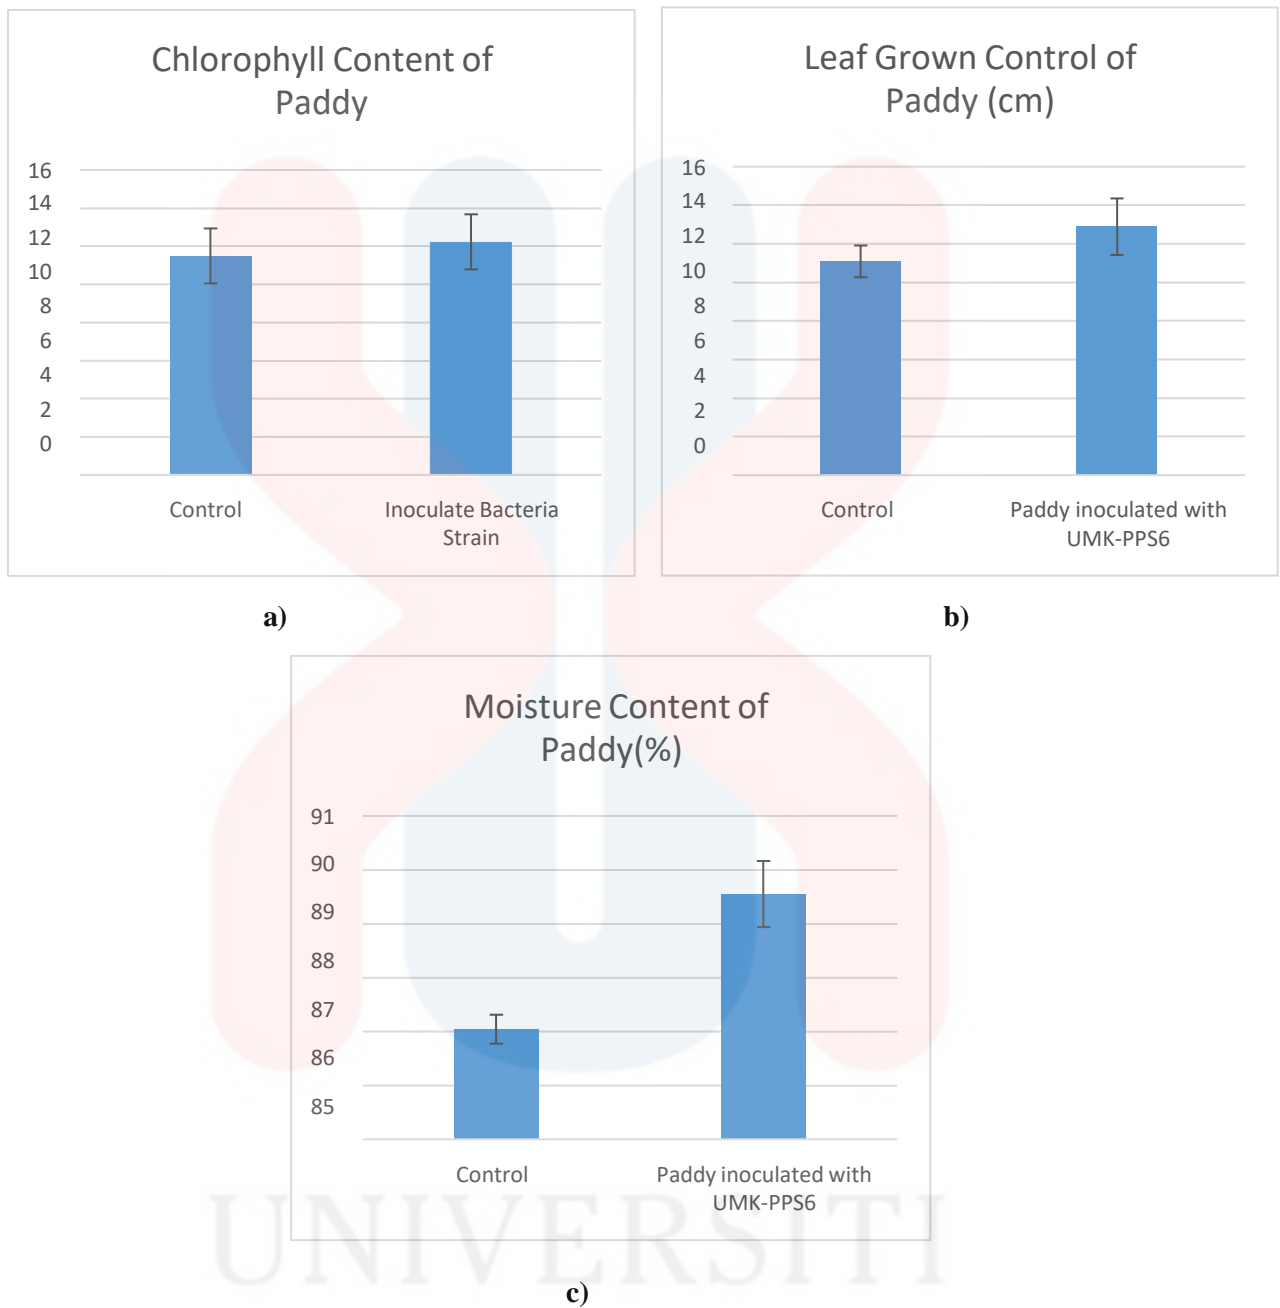 Chlorophyll Content of
Paddy
16
14
12
10
8
6
4
2
0
Control
Inoculate Bacteria
Strain
a)
Leaf Grown Control of
Paddy (cm)
16
14
12
10
8
6
4
2
0
Control
Paddy inoculated with
UMK-PPS6
b)
Moisture Content of
Paddy(%)
91
90
89
88
87
86
85
Control
Paddy inoculated with
UMK-PPS6
UNIVERSITI
c)